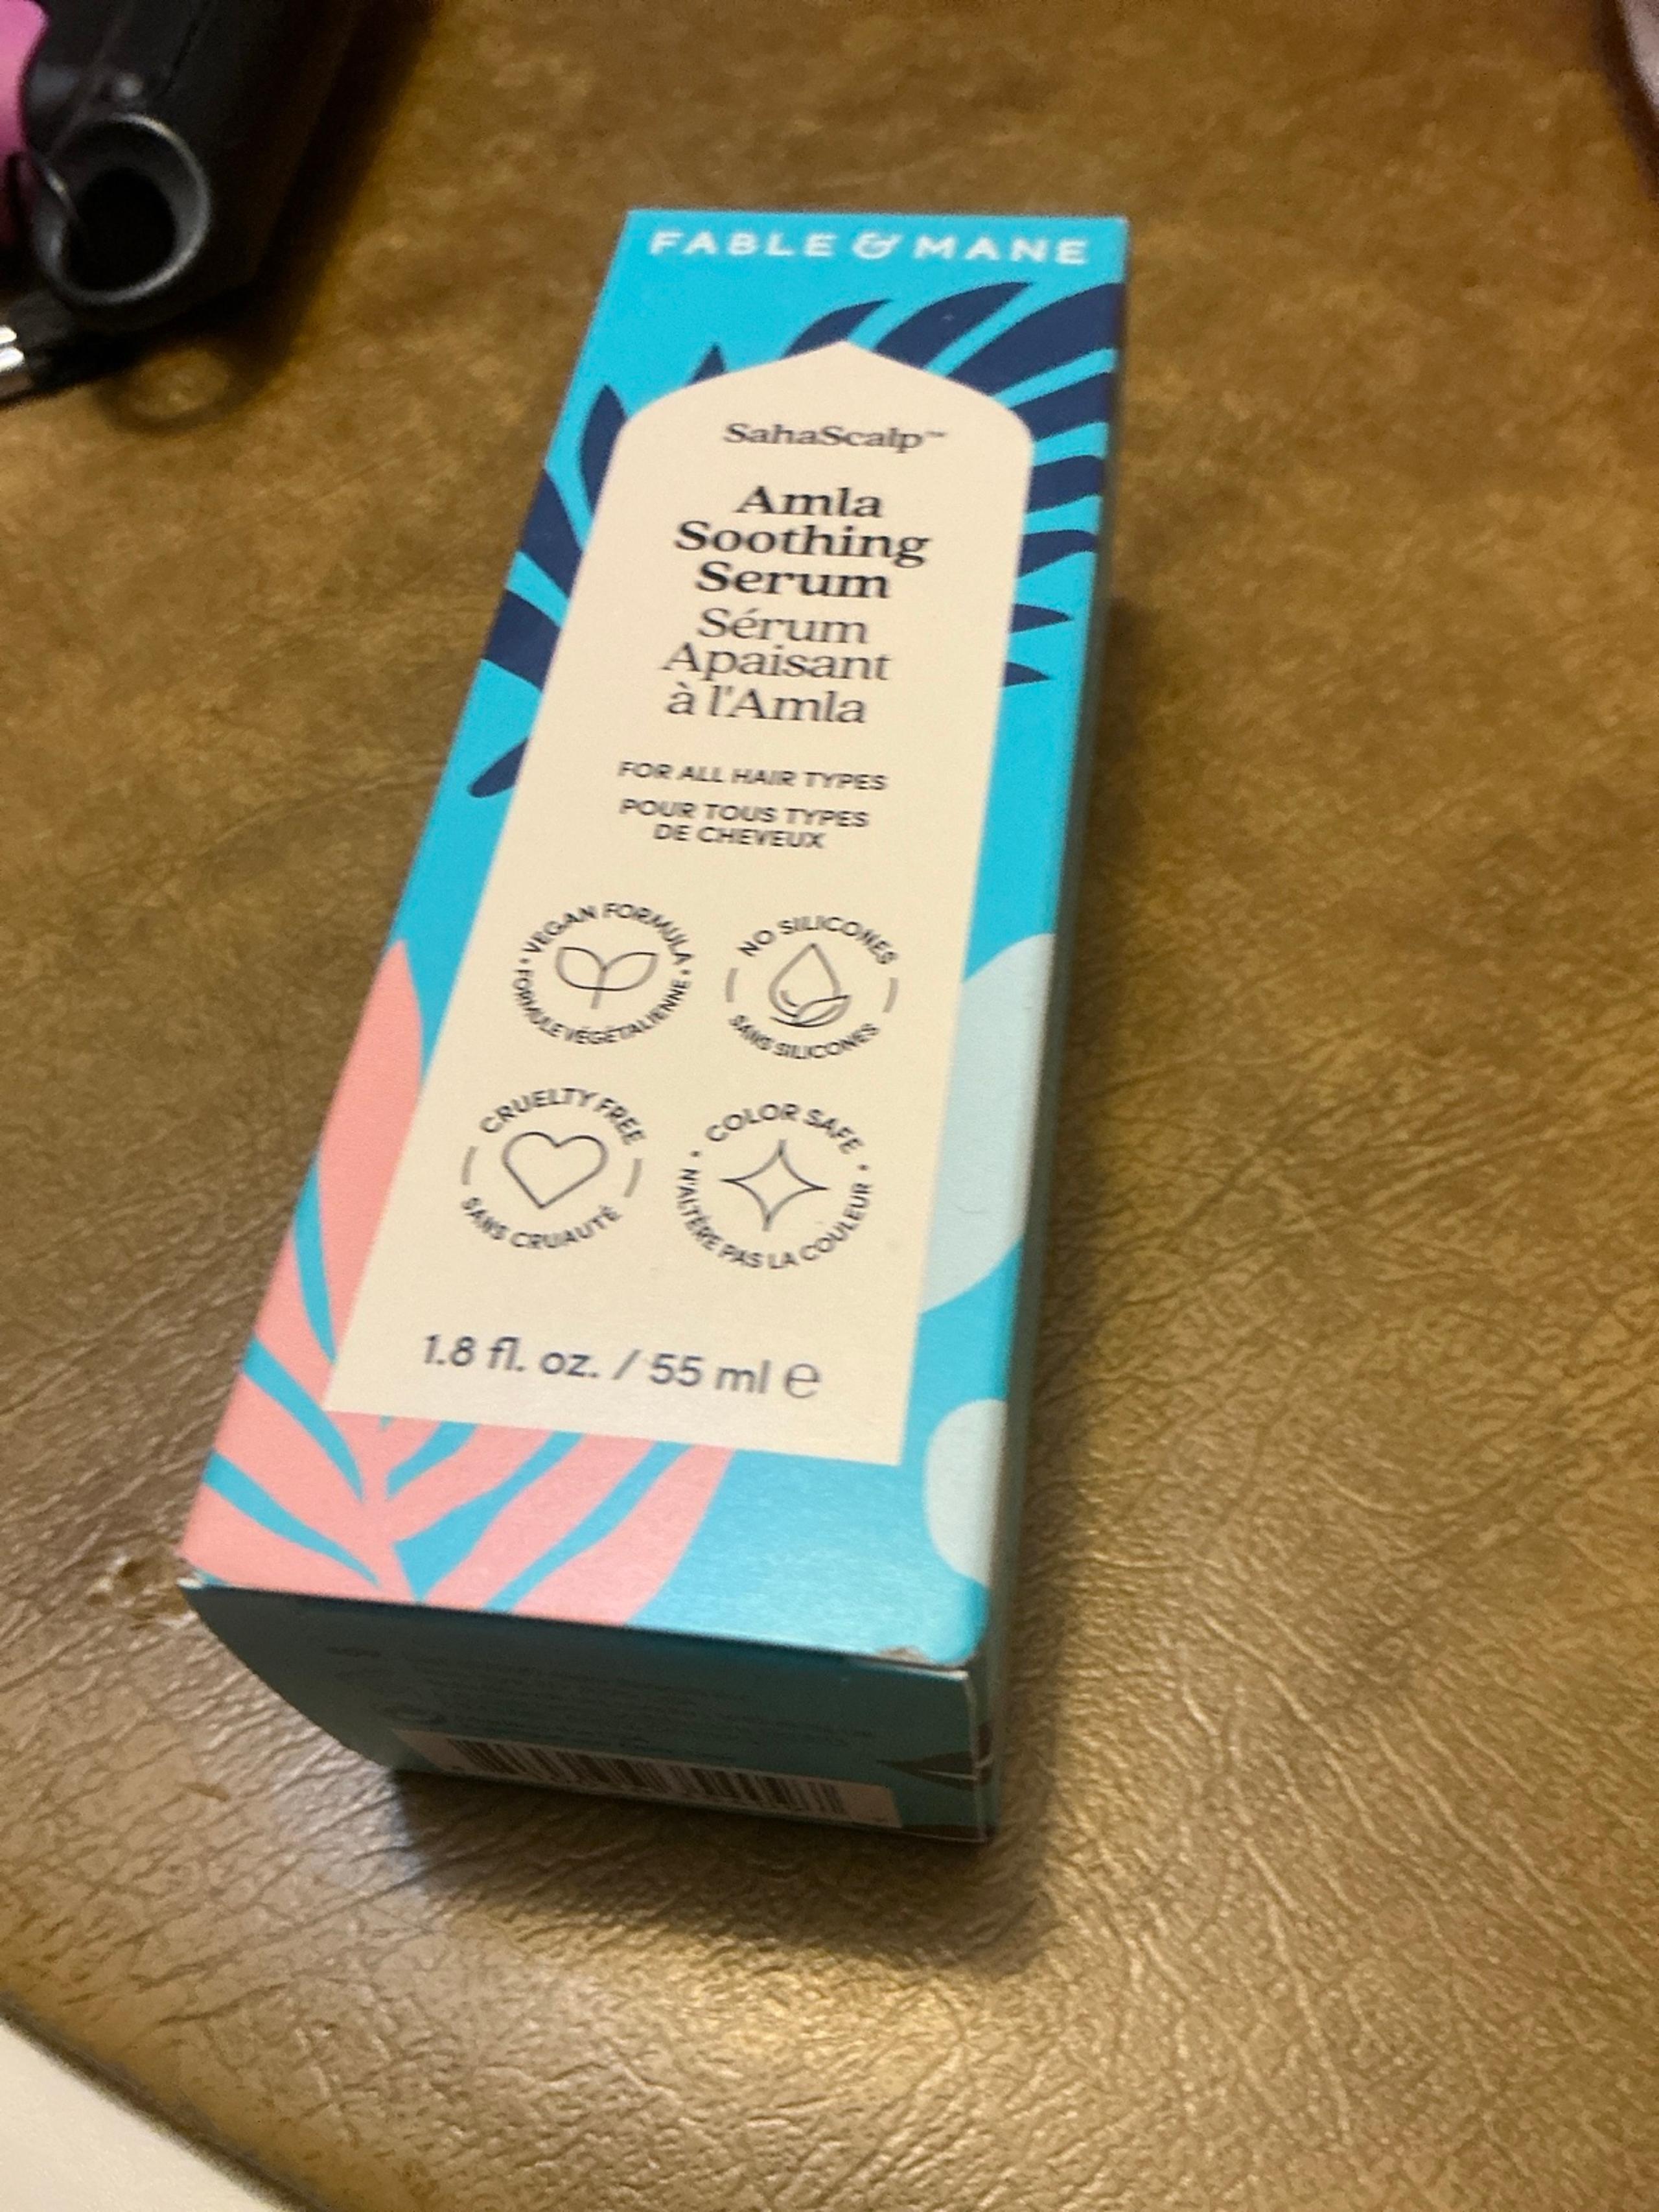 FABLE & MANE
SahaScalp™
Amla
Soothing
Serum
Sérum
Apaisant
à l'Amla
FOR ALL HAIR TYPES
POUR TOUS TYPES
DE CHEVEUX
VEGAN FORMULA
• FORMULE VÉGÉTALIENNE •
NO SILICONES
SANS SILICONES
CRUELTY FREE
SANS CRUAUTÉ
COLOR SAFE
• N'ALTÈRE PAS LA COULEUR •
1.8 fl. oz. / 55 ml ℮